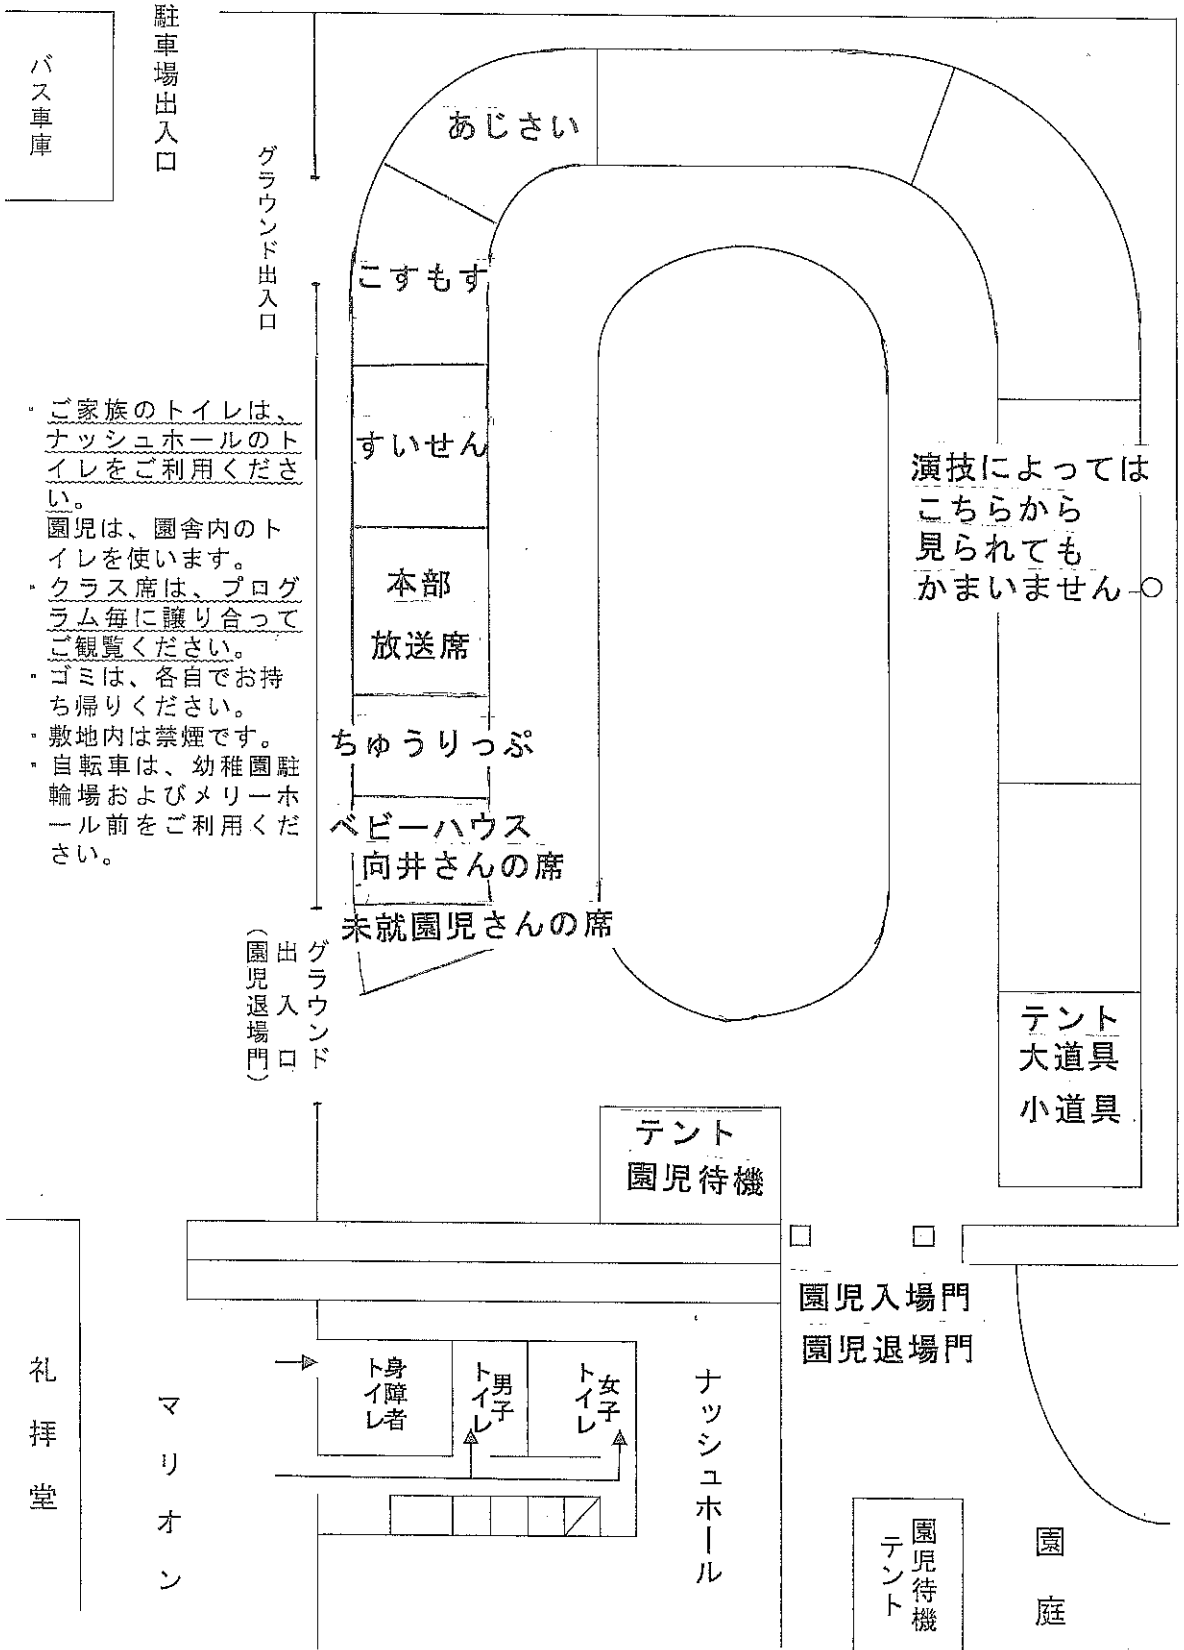 駐車場出入口
バス車庫
グラウンド出入口
あじさい
こすもす
すいせん
本部
放送席
ちゅうりっぷ
ベビーハウス
向井さんの席
未就園児さんの席
・ご家族のトイレは、
ナッシュホールのト
イレをご利用くださ
い。
園児は、園舎内のト
イレを使います。
・クラス席は、プログ
ラム毎に譲り合って
ご観覧ください。
・ゴミは、各自でお持
ち帰りください。
・敷地内は禁煙です。
・自転車は、幼稚園駐
輪場およびメリーホ
ール前をご利用くだ
さい。
演技によっては
こちらから
見られても
かまいません
グラウンド
出入口
（園児退場門）
テント
大道具
小道具
テント
園児待機
園児入場門
園児退場門
身障者
トイレ
男子
トイレ
女子
トイレ
ナッシュホール
礼拝堂
マリオン
園児待機
テント
園庭